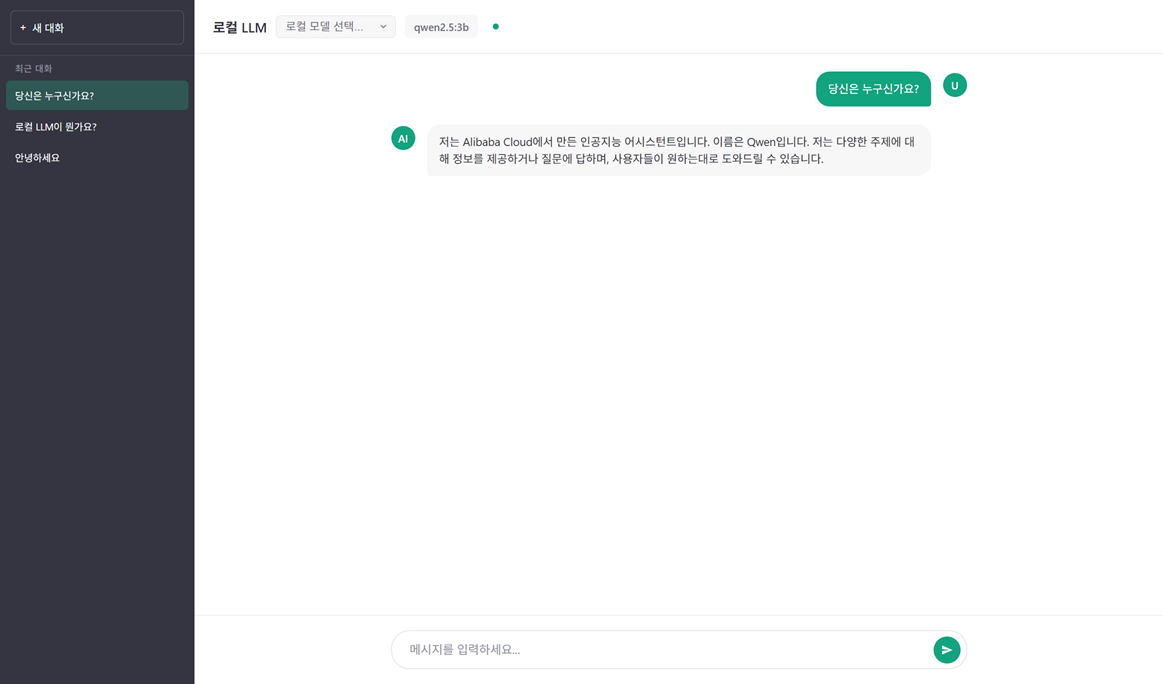 + 새 대화
최근 대화
당신은 누구신가요?
로컬 LLM이 뭔가요?
안녕하세요
로컬 LLM
로컬 모델 선택...
qwen2.5:3b
당신은 누구신가요?
U
AI
저는 Alibaba Cloud에서 만든 인공지능 어시스턴트입니다. 이름은 Qwen입니다. 저는 다양한 주제에 대
해 정보를 제공하거나 질문에 답하며, 사용자들이 원하는대로 도와드릴 수 있습니다.
메시지를 입력하세요...